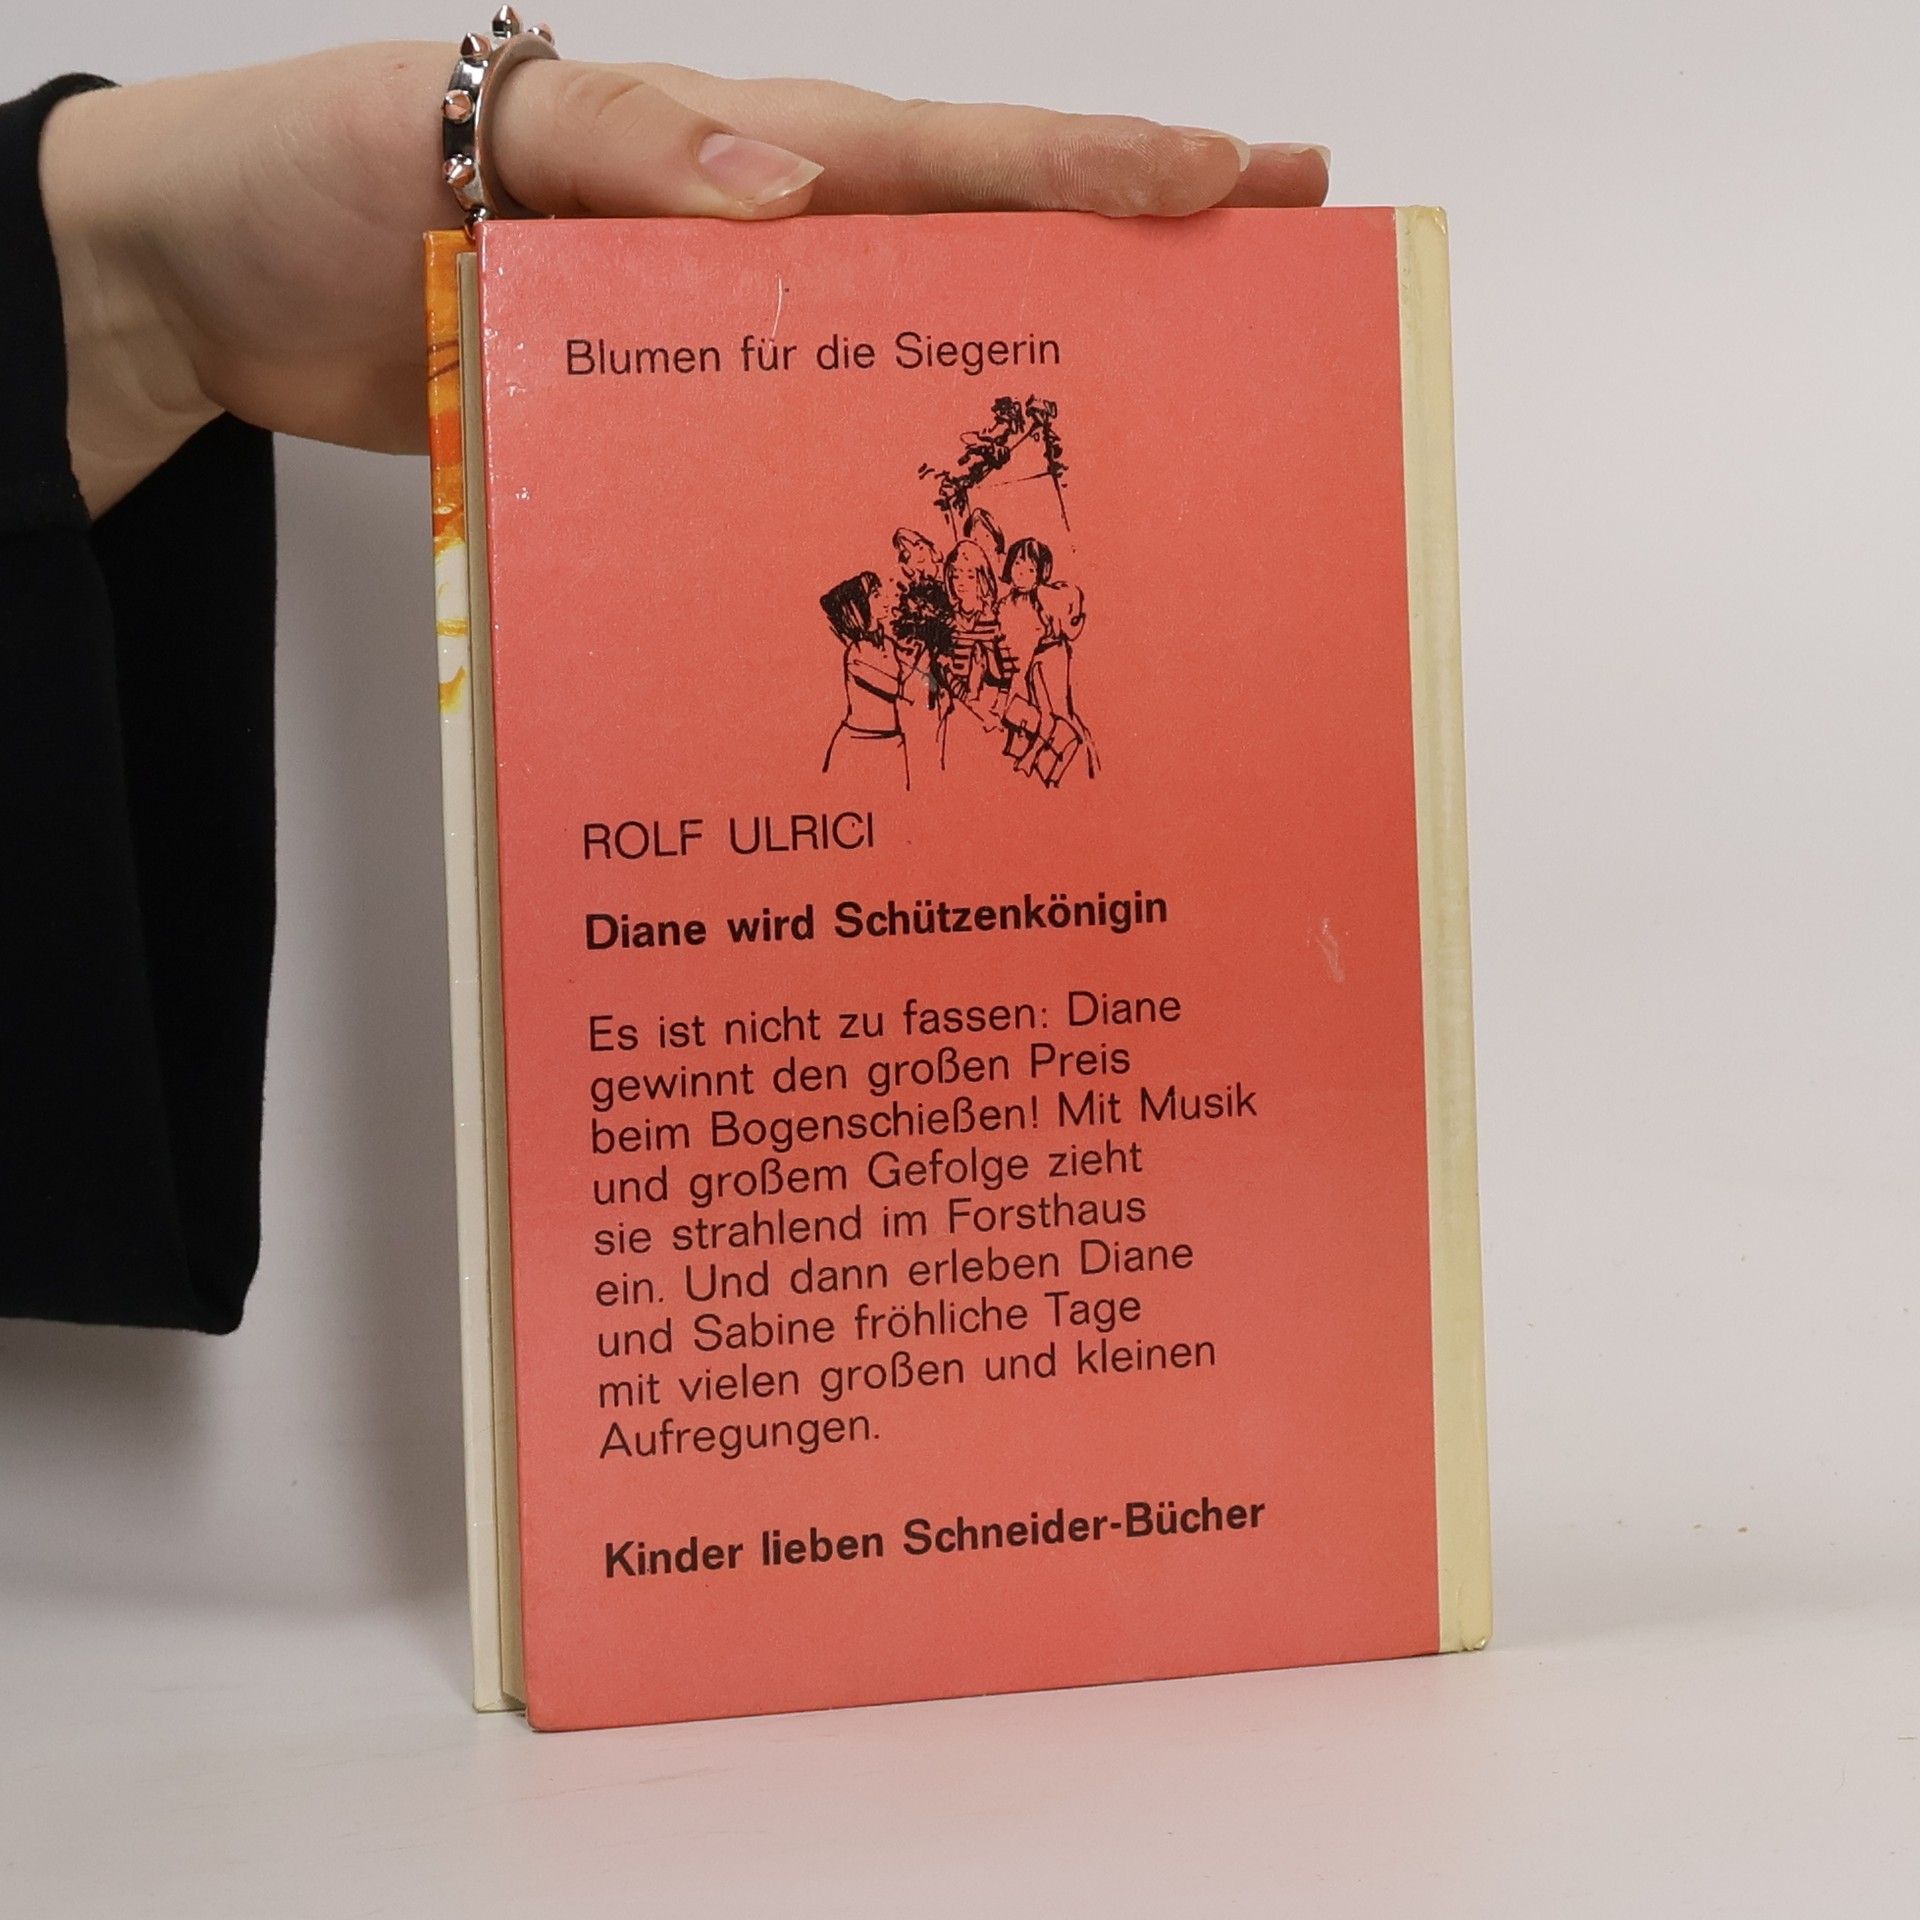 Blumen für die Siegerin
ROLF ULRICI
Diane wird Schützenkönigin
Es ist nicht zu fassen: Diane
gewinnt den großen Preis
beim Bogenschießen! Mit Musik
und großem Gefolge zieht
sie strahlend im Forsthaus
ein. Und dann erleben Diane
und Sabine fröhliche Tage
mit vielen großen und kleinen
Aufregungen.
Kinder lieben Schneider-Bücher